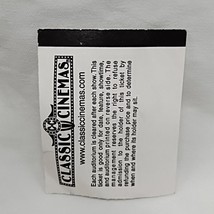 CLASSIC CINEMAS
www.classiccinemas.com
Each auditorium is cleared after each show. This
ticket is good only for date, feature, showtime,
and auditorium printed on reverse side. The
management reserves the right to refuse
admission to the holder of this ticket by
refunding the purchase price and to determine
when and where its holder may sit.